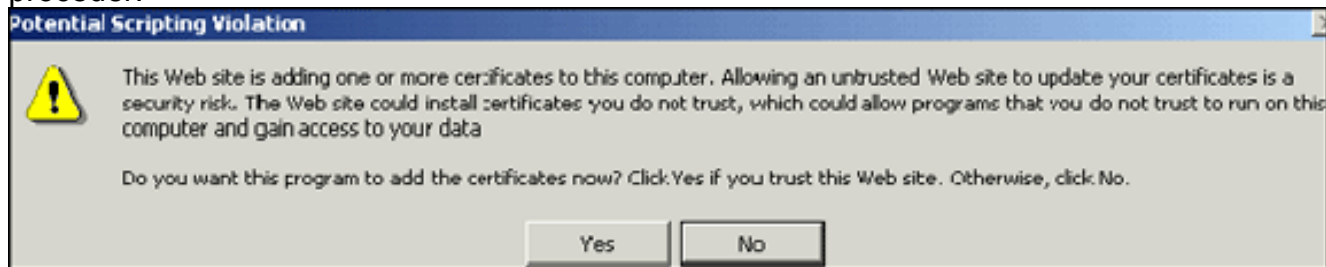 Potential Scripting Violation
This Web site is adding one or more certificates to this computer. Allowing an untrusted Web site to update your certificates is a
security risk. The Web site could install certificates you do not trust, which could allow programs that you do not trust to run on this
computer and gain access to your data
Do you want this program to add the certificates now? Click Yes if you trust this Web site. Otherwise, click No.
Yes No